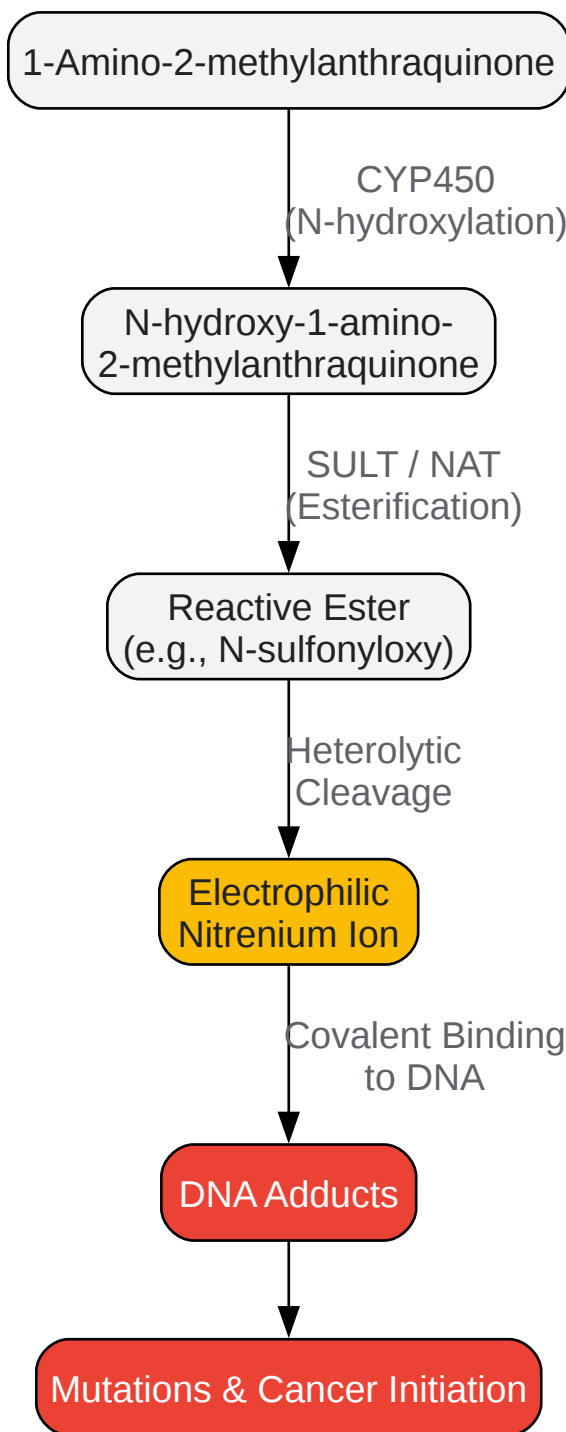 1-Amino-2-methylanthraquinone
CYP450
(N-hydroxylation)
N-hydroxy-1-amino-
2-methylanthraquinone
SULT / NAT
(Esterification)
Reactive Ester
(e.g., N-sulfonyloxy)
Heterolytic
Cleavage
Electrophilic
Nitrenium Ion
Covalent Binding
to DNA
DNA Adducts
Mutations & Cancer Initiation